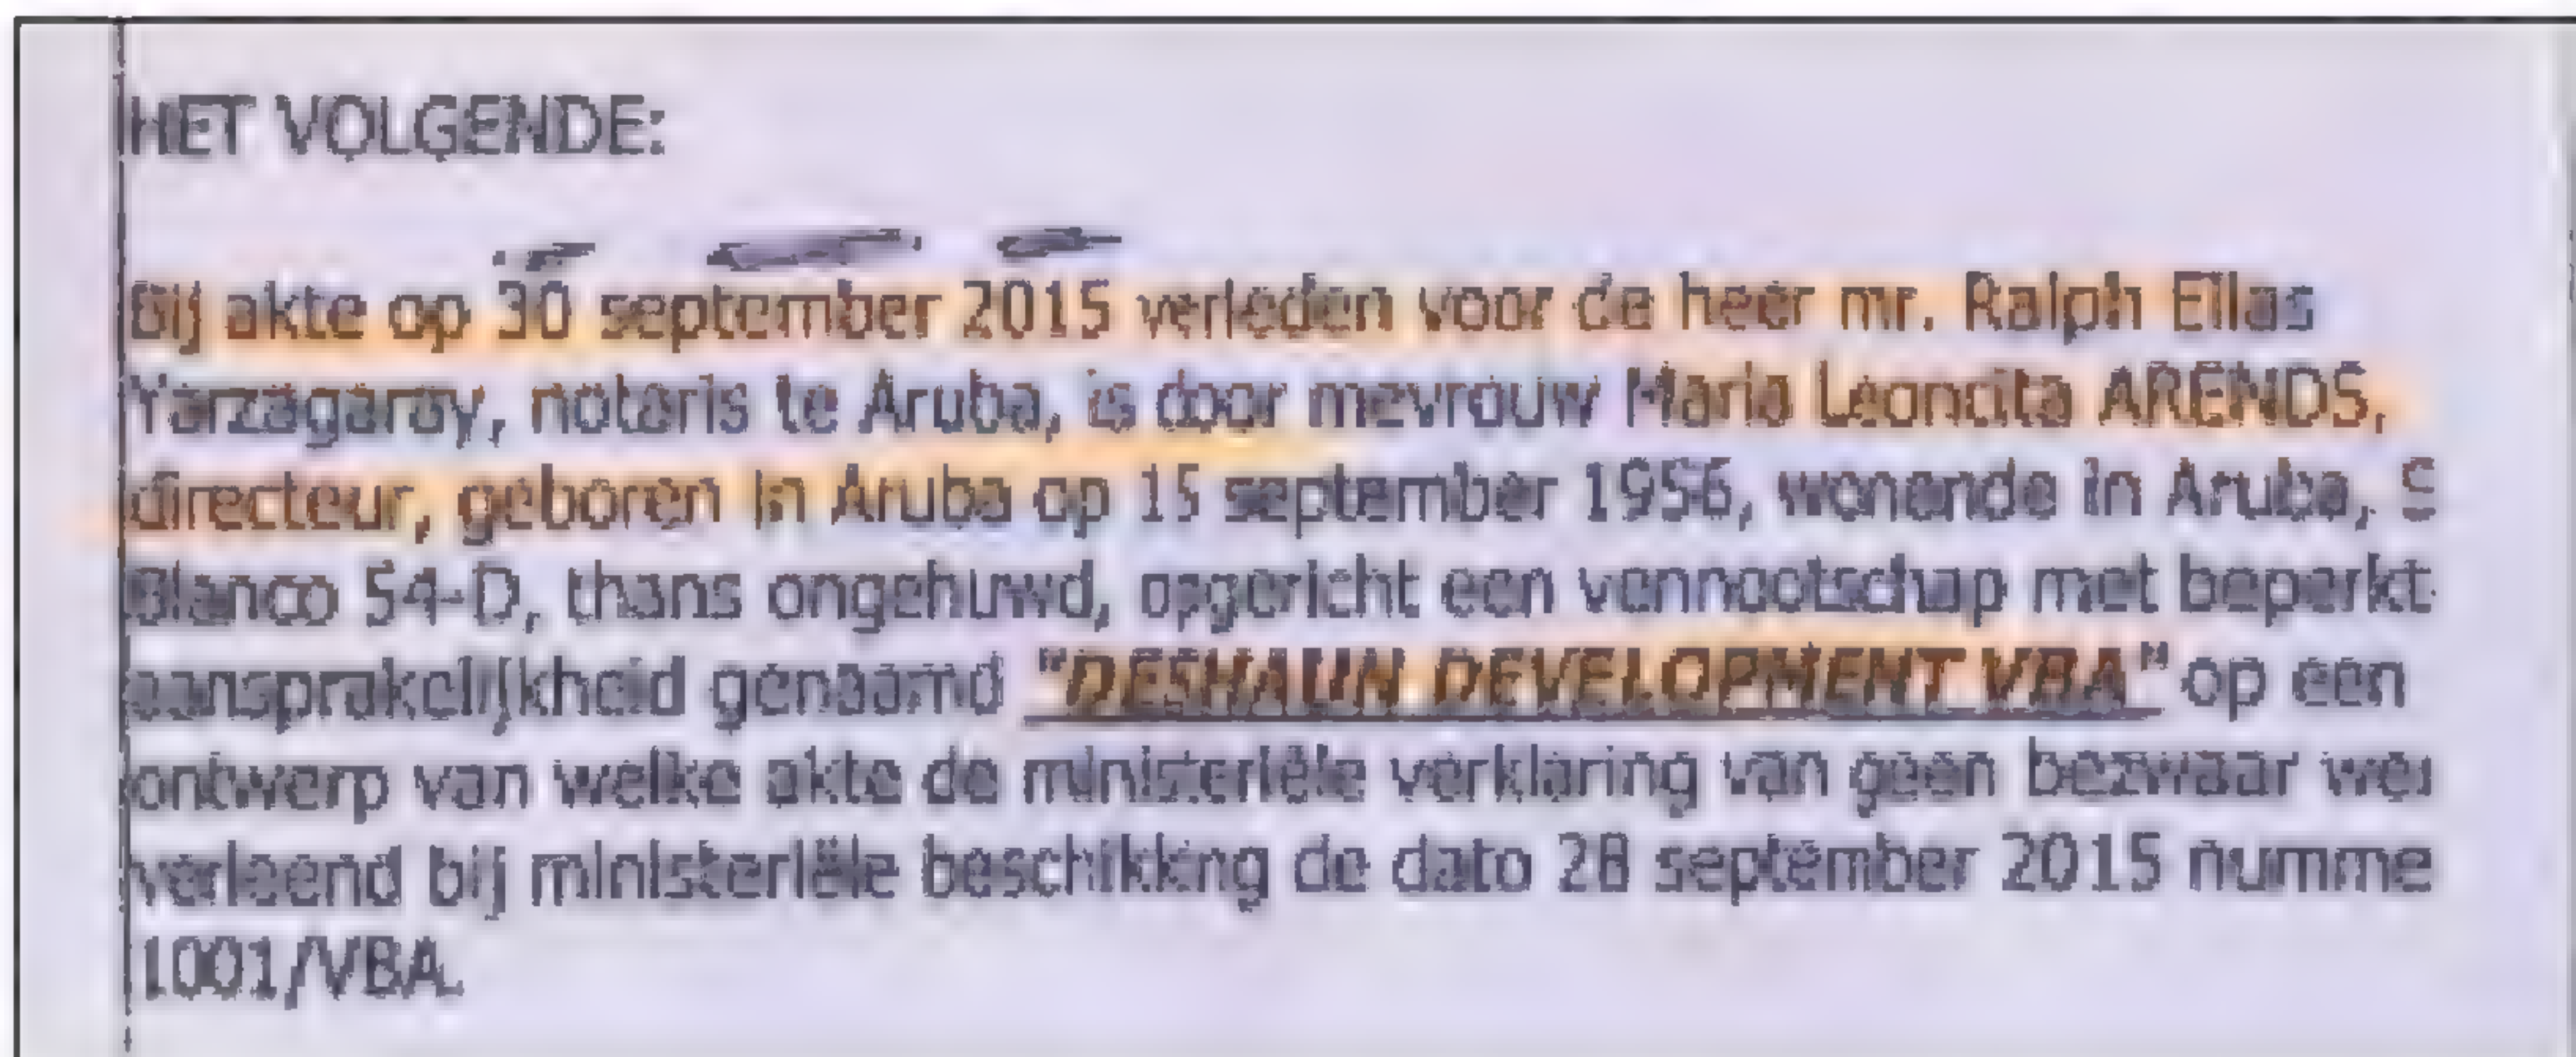 HET VOLGENDE:
Bij akte op 30 september 2015 verleden voor de heer mr. Ralph Elias
Yarzagaray, notaris te Aruba, is door mevrouw Maria Leoncita ARENDS,
directeur, geboren in Aruba op 15 september 1956, wonende in Aruba, S
Blanco 54-D, thans ongehuwd, opgericht een vennootschap met beperkt
aansprakelijkheid genaamd "DESHAUN DEVELOPMENT VBA" op een
ontwerp van welke akte de ministeriële verklaring van geen bezwaar
verleend bij ministeriële beschikking de dato 28 september 2015 numme
1001/VBA.